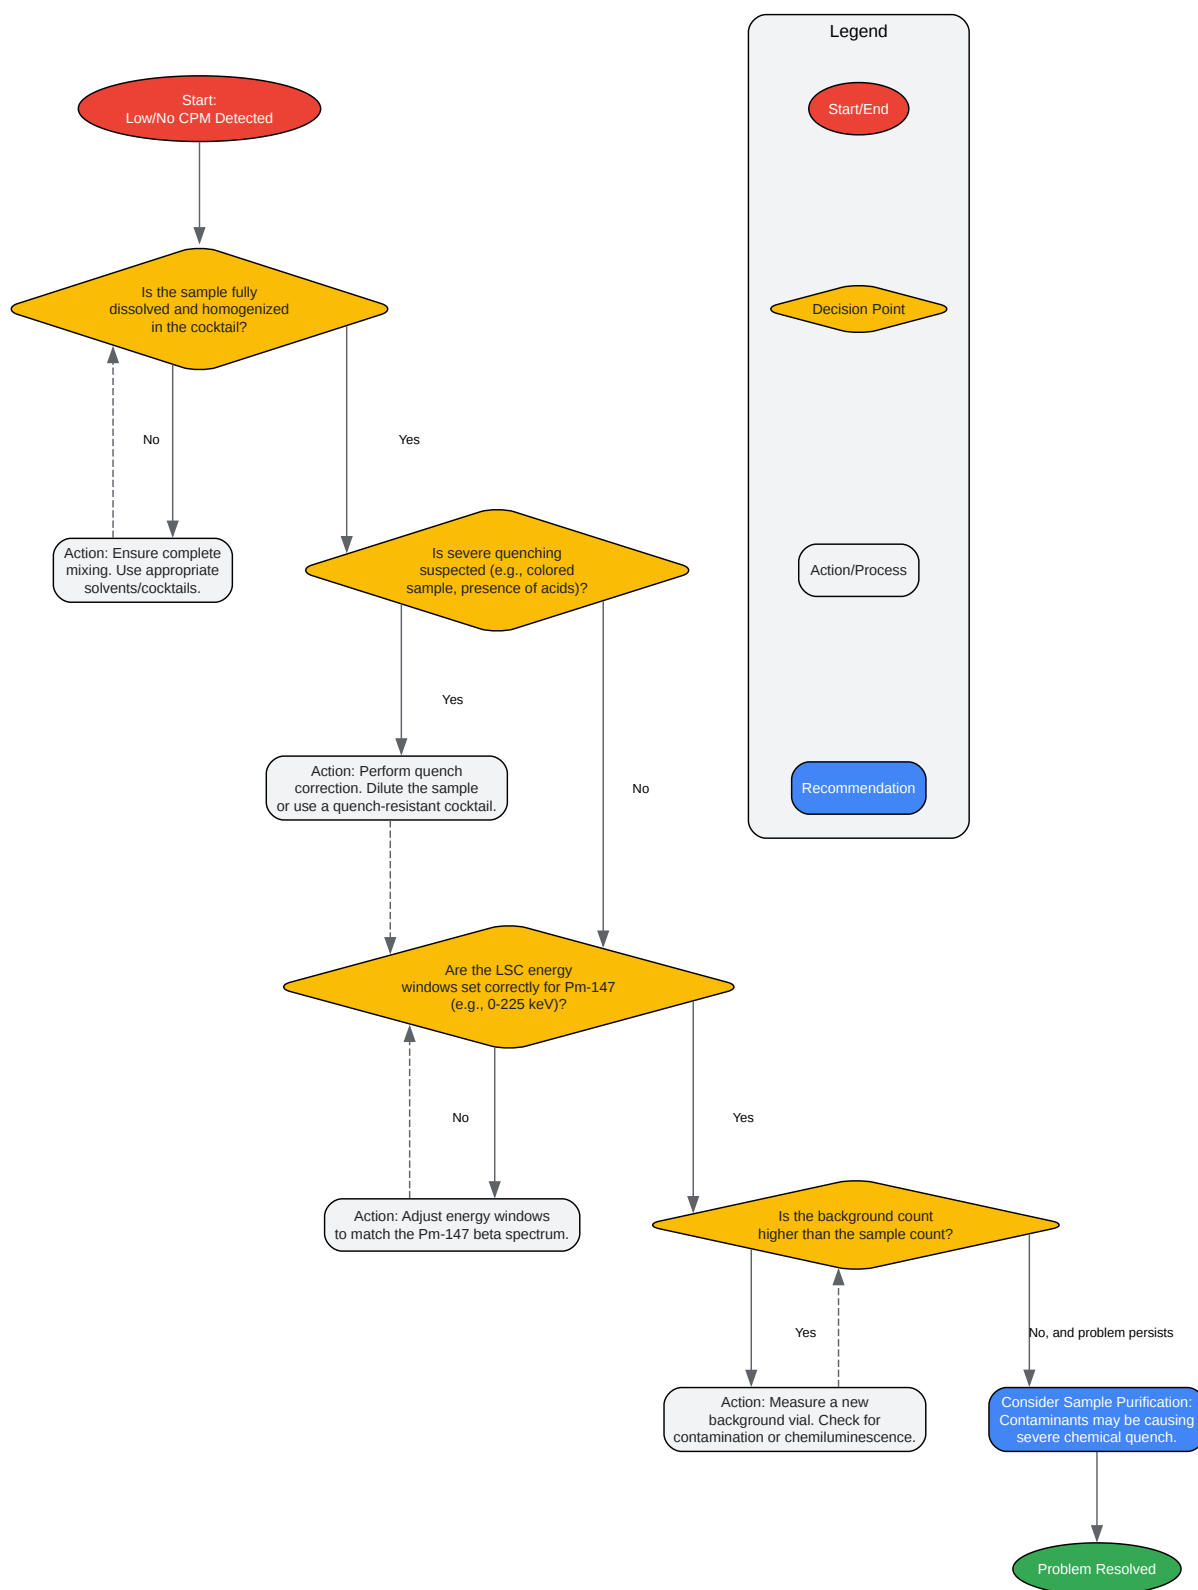 Legend
Start:
Low/No CPM Detected
Start/End
Is the sample fully
dissolved and homogenized
in the cocktail?
Decision Point
No
Yes
Action: Ensure complete
mixing. Use appropriate
solvents/cocktails.
Is severe quenching
suspected (e.g., colored
sample, presence of acids)?
Action/Process
Yes
Action: Perform quench
correction. Dilute the sample
or use a quench-resistant cocktail.
No
Recommendation
Are the LSC energy
windows set correctly for Pm-147
(e.g., 0-225 keV)?
No
Yes
Action: Adjust energy windows
to match the Pm-147 beta spectrum.
Is the background count
higher than the sample count?
Yes
No, and problem persists
Action: Measure a new
background vial. Check for
contamination or chemiluminescence.
Consider Sample Purification:
Contaminants may be causing
severe chemical quench.
Problem Resolved